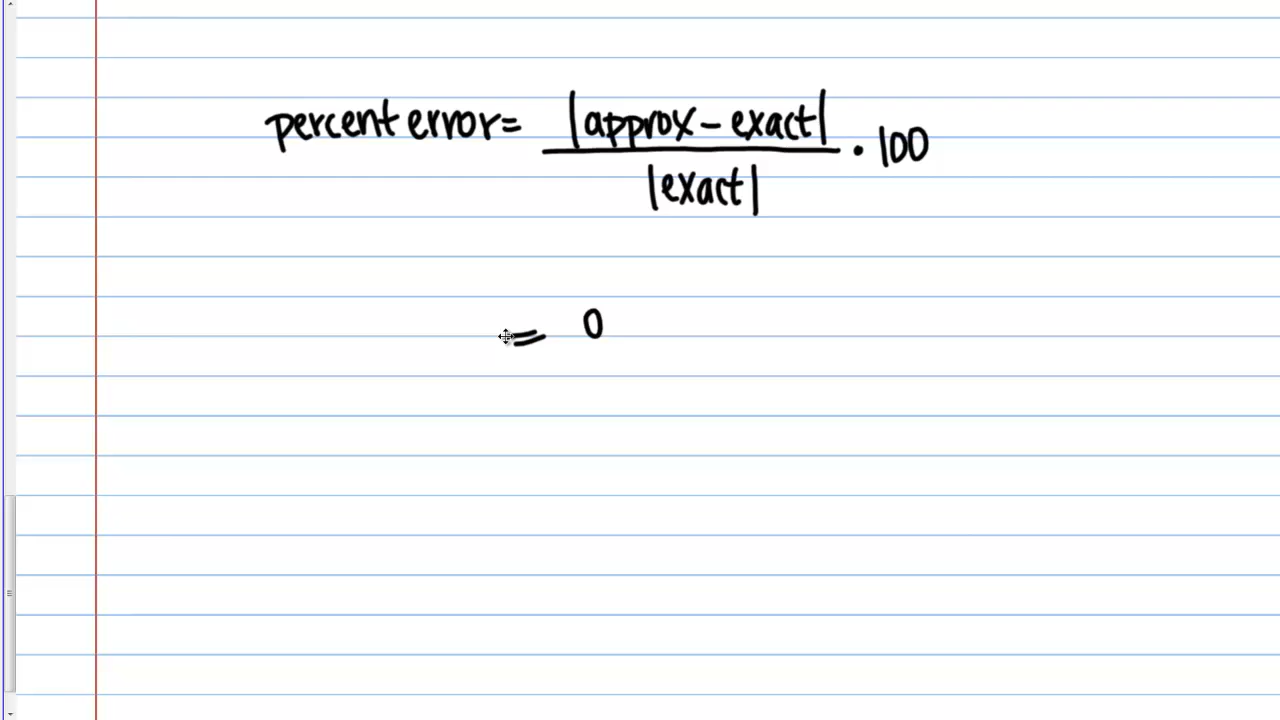 percent error = |approx - exact| / |exact| · 100
= 0